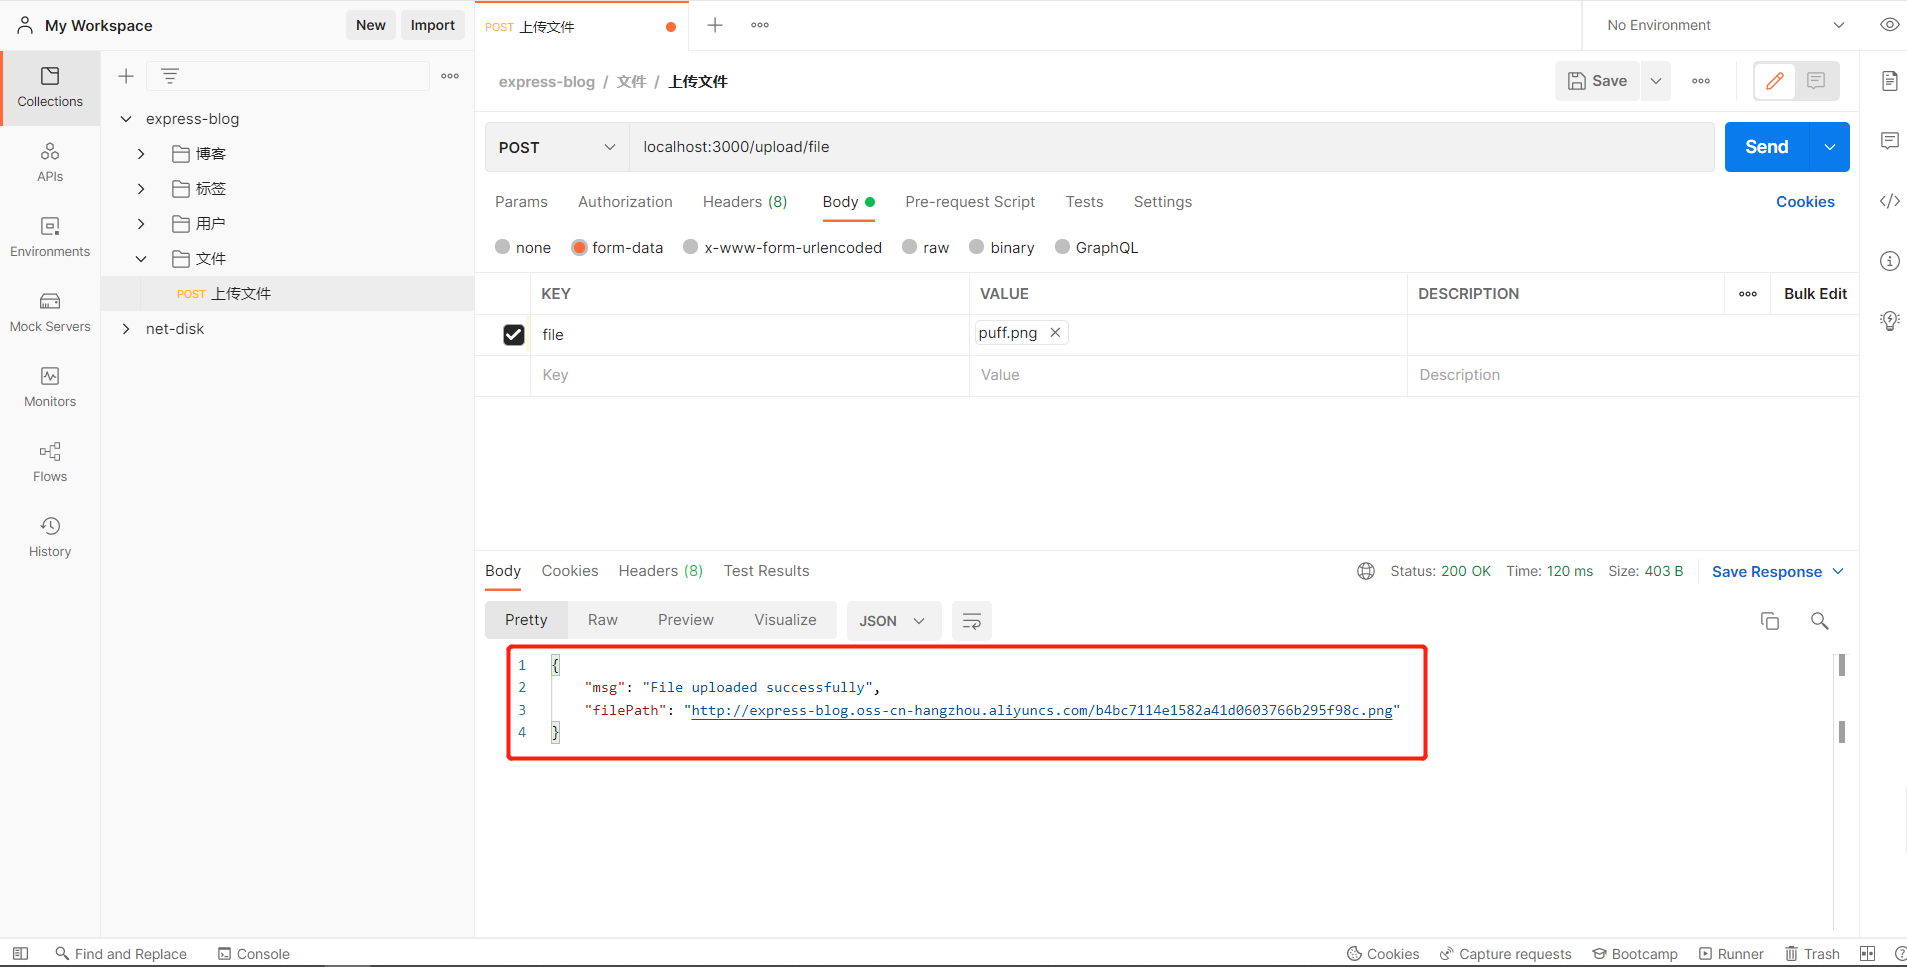 My Workspace
New
Import
POST 上传文件
No Environment
Collections
APIs
Environments
Mock Servers
Monitors
Flows
History
express-blog
博客
标签
用户
文件
POST 上传文件
net-disk
express-blog / 文件 / 上传文件
Save
POST
localhost:3000/upload/file
Send
Params
Authorization
Headers (8)
Body
Pre-request Script
Tests
Settings
Cookies
none
form-data
x-www-form-urlencoded
raw
binary
GraphQL
KEY
VALUE
DESCRIPTION
Bulk Edit
file
puff.png
Key
Value
Description
Body
Cookies
Headers (8)
Test Results
Status: 200 OK
Time: 120 ms
Size: 403 B
Save Response
Pretty
Raw
Preview
Visualize
JSON
1 {
2 "msg": "File uploaded successfully",
3 "filePath": "http://express-blog.oss-cn-hangzhou.aliyuncs.com/b4bc7114e1582a41d0603766b295f98c.png"
4 }
Find and Replace
Console
Cookies
Capture requests
Bootcamp
Runner
Trash